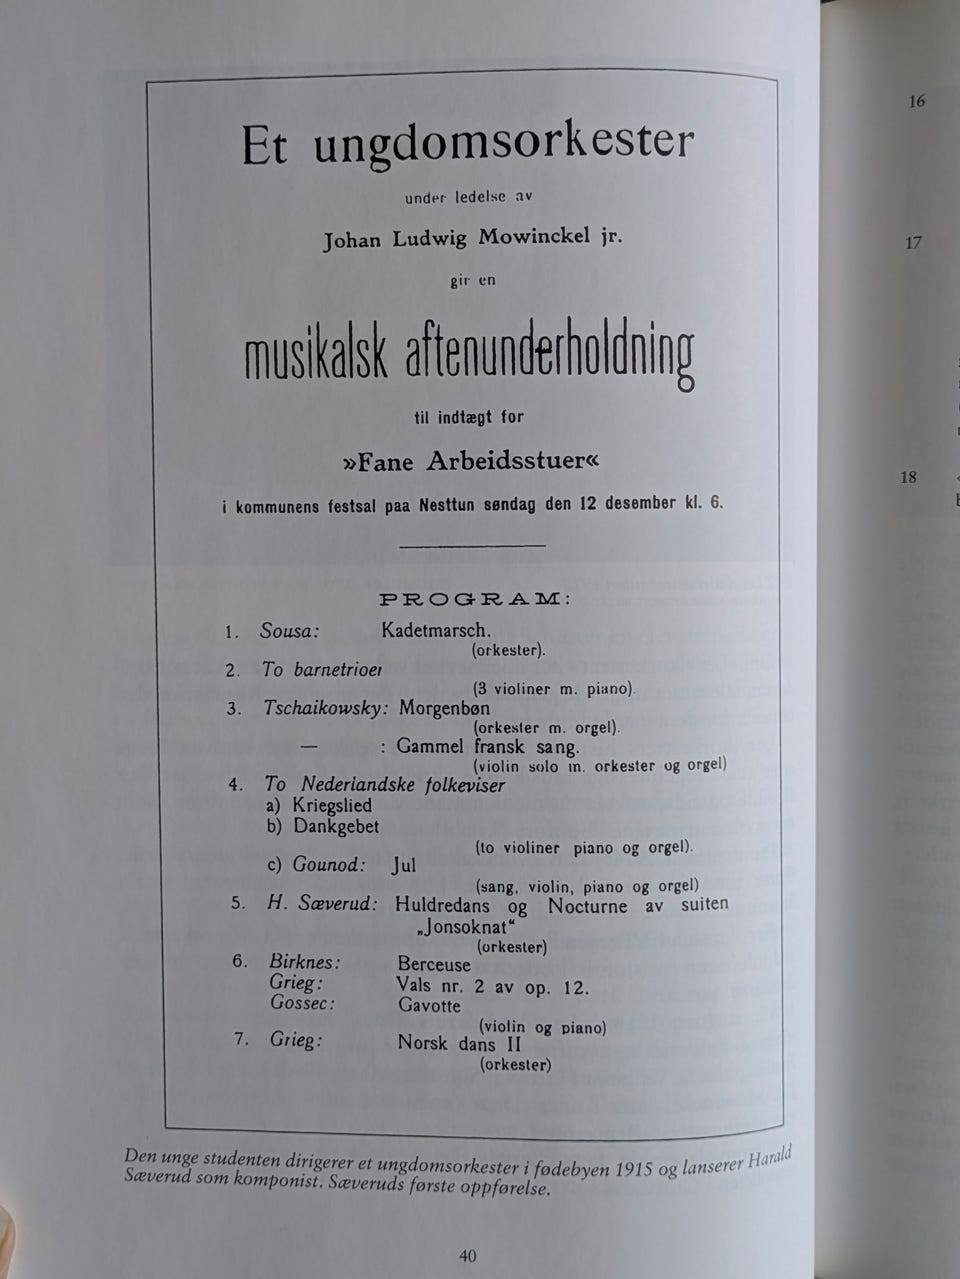 Et ungdomsorkester
under ledelse av
Johan Ludwig Mowinckel jr.
gir en
musikalsk aftenunderholdning
til indtægt for
»Fane Arbeidsstuer«
i kommunens festsal paa Nesttun søndag den 12 desember kl. 6.
PROGRAM:
1. Sousa: Kadetmarsch.
(orkester).
2. To barnetrioer
(3 violiner m. piano).
3. Tschaikowsky: Morgenbøn
(orkester m. orgel).
— : Gammel fransk sang.
(violin solo m. orkester og orgel)
4. To Nederlandske folkeviser
a) Kriegslied
b) Dankgebet
(to violiner piano og orgel).
c) Gounod: Jul
(sang, violin, piano og orgel)
5. H. Sæverud: Huldredans og Nocturne av suiten
„Jonsoknat“
(orkester)
6. Birknes: Berceuse
Grieg: Vals nr. 2 av op. 12.
Gossec: Gavotte
(violin og piano)
7. Grieg: Norsk dans II
(orkester)
Den unge studenten dirigerer et ungdomsorkester i fødebyen 1915 og lanserer Harald
Sæverud som komponist. Sæveruds første oppførelse.
40
16
17
18